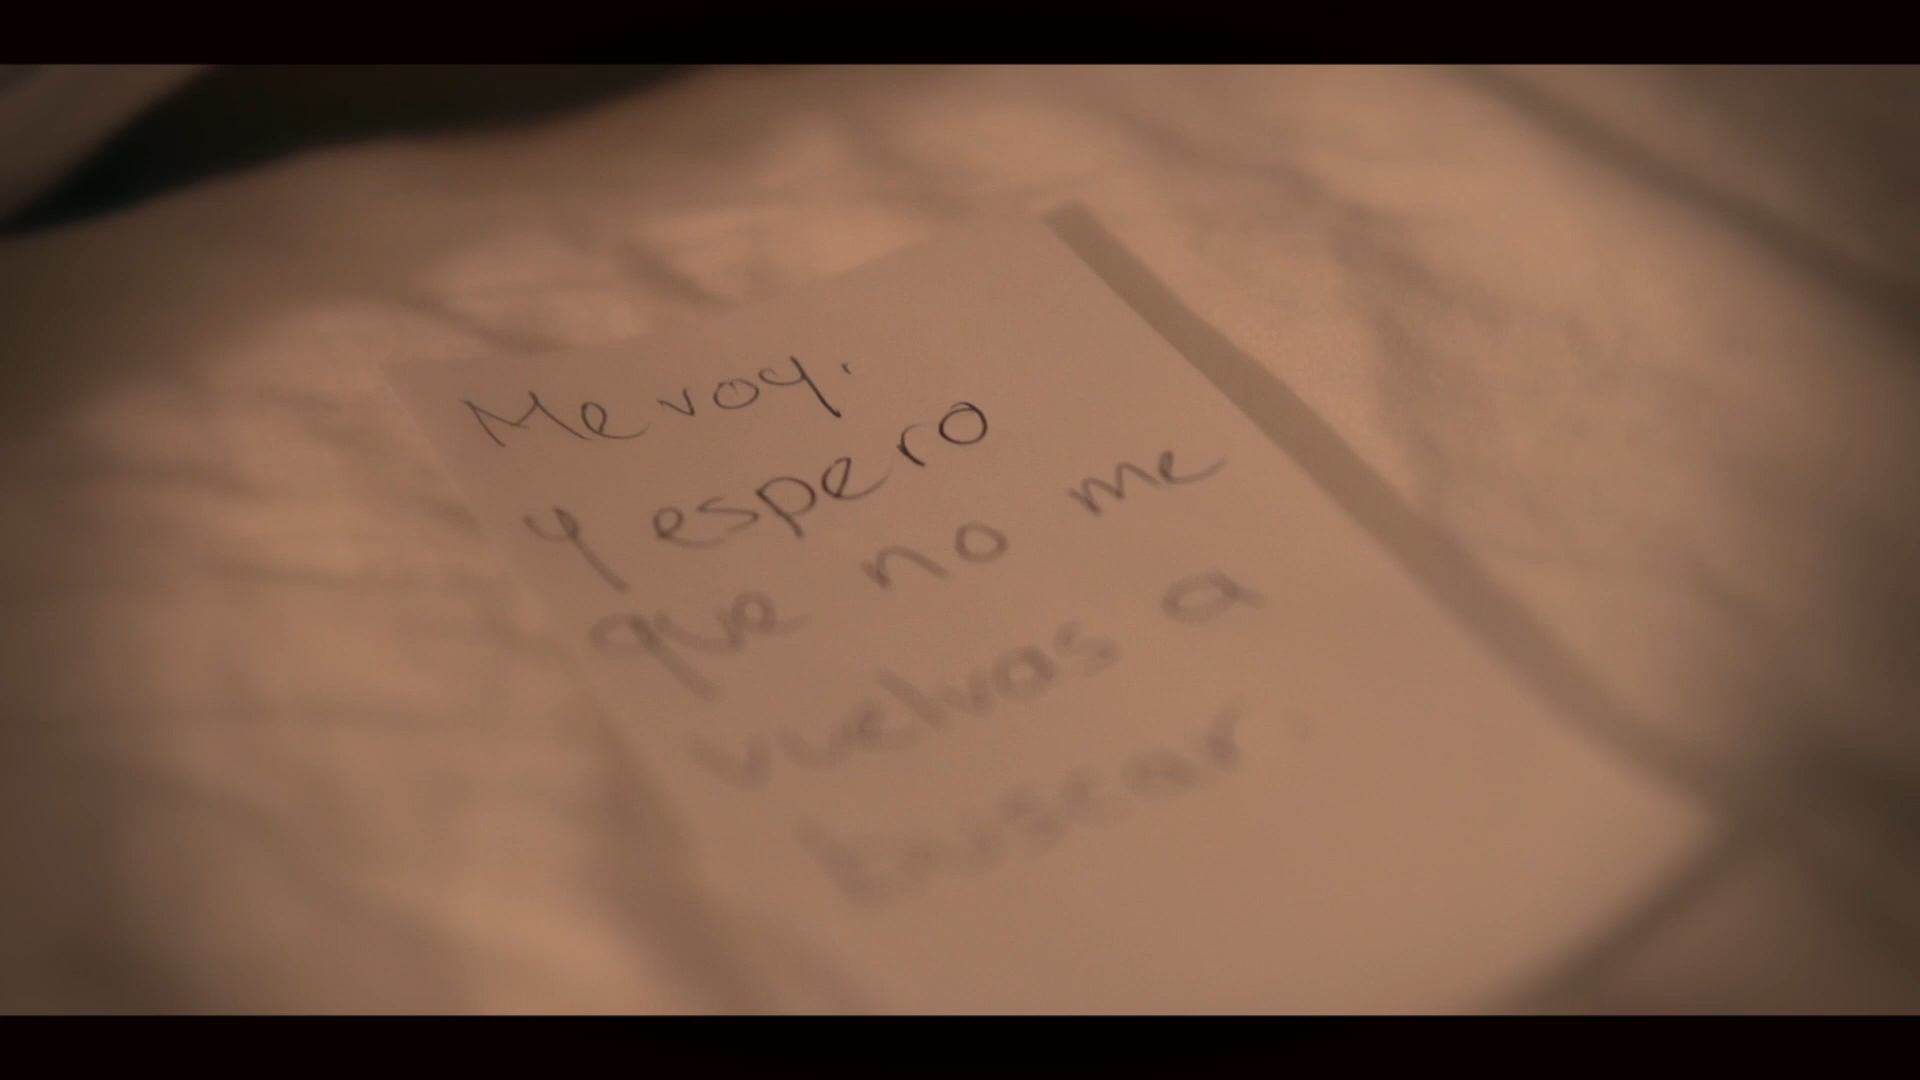 Me voy.
Y espero
que no me
vuelvas a
buscar.